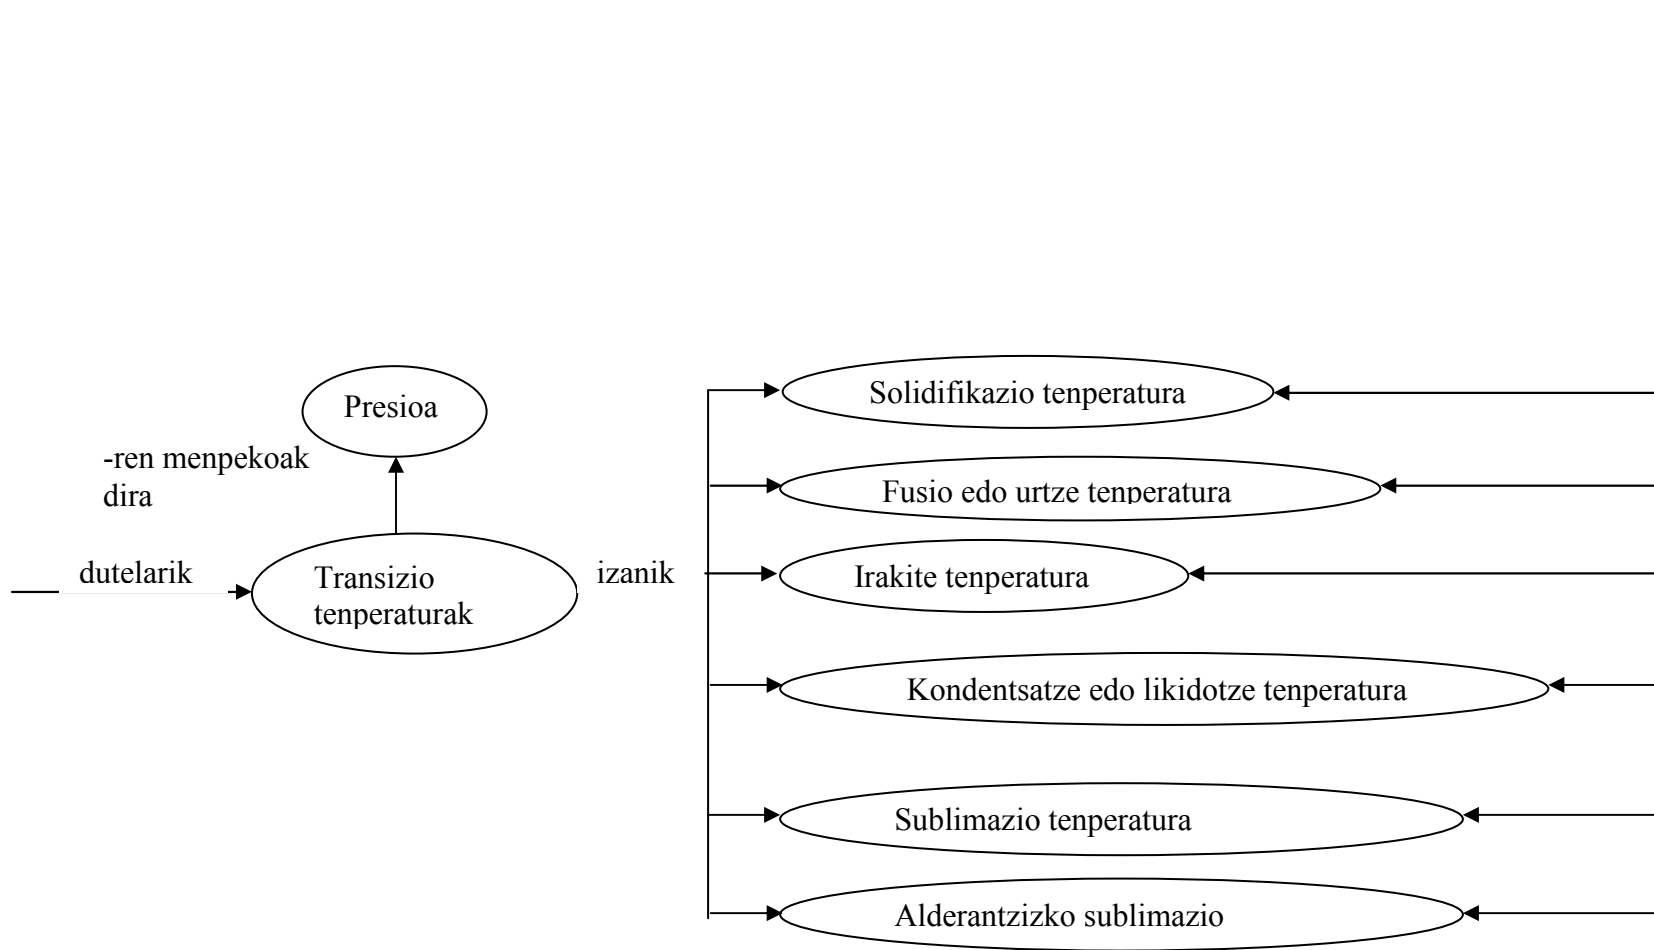 Presioa
-ren menpekoak
dira
dutelarik
Transizio
tenperaturak
izanik
Solidifikazio tenperatura
Fusio edo urtze tenperatura
Irakite tenperatura
Kondentsatze edo likidotze tenperatura
Sublimazio tenperatura
Alderantzizko sublimazio